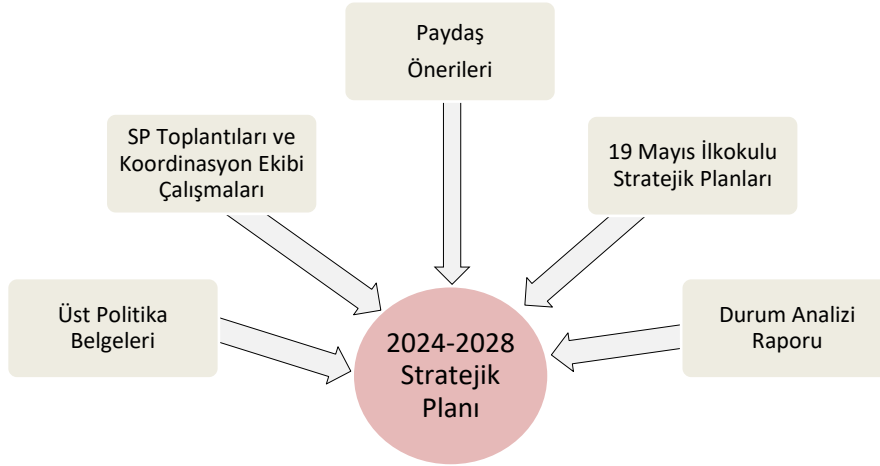 Paydaş
Önerileri
SP Toplantıları ve
Koordinasyon Ekibi
Çalışmaları
19 Mayıs İlkokulu
Stratejik Planları
Üst Politika
Belgeleri
Durum Analizi
Raporu
2024-2028
Stratejik
Planı